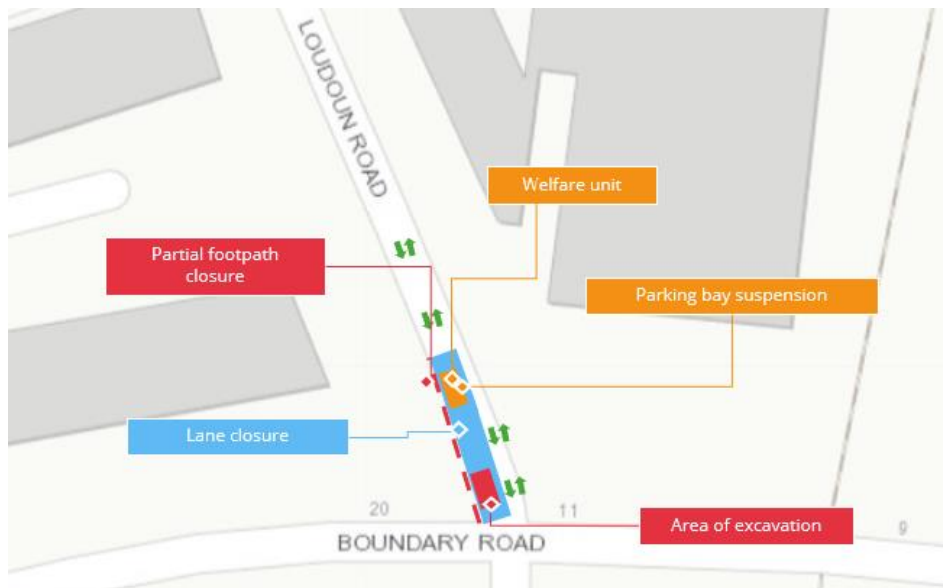 LOUDOUN ROAD
Welfare unit
Partial footpath
closure
Parking bay suspension
Lane closure
20
11
Area of excavation
9
BOUNDARY ROAD